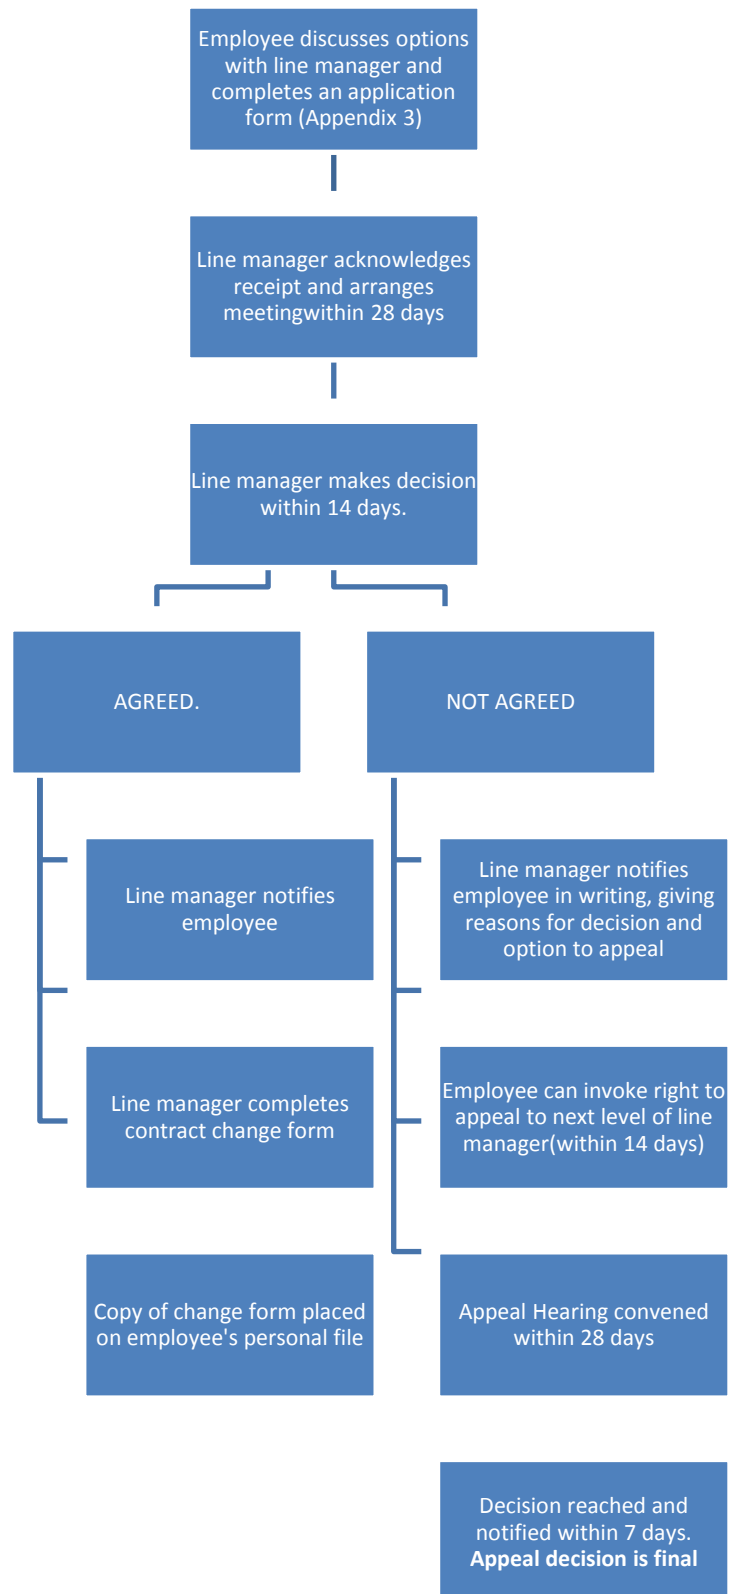 Employee discusses options
with line manager and
completes an application
form (Appendix 3)
Line manager acknowledges
receipt and arranges
meetingwithin 28 days
Line manager makes decision
within 14 days.
AGREED.
NOT AGREED
Line manager notifies
employee
Line manager completes
contract change form
Copy of change form placed
on employee's personal file
Line manager notifies
employee in writing, giving
reasons for decision and
option to appeal
Employee can invoke right to
appeal to next level of line
manager(within 14 days)
Appeal Hearing convened
within 28 days
Decision reached and
notified within 7 days.
Appeal decision is final